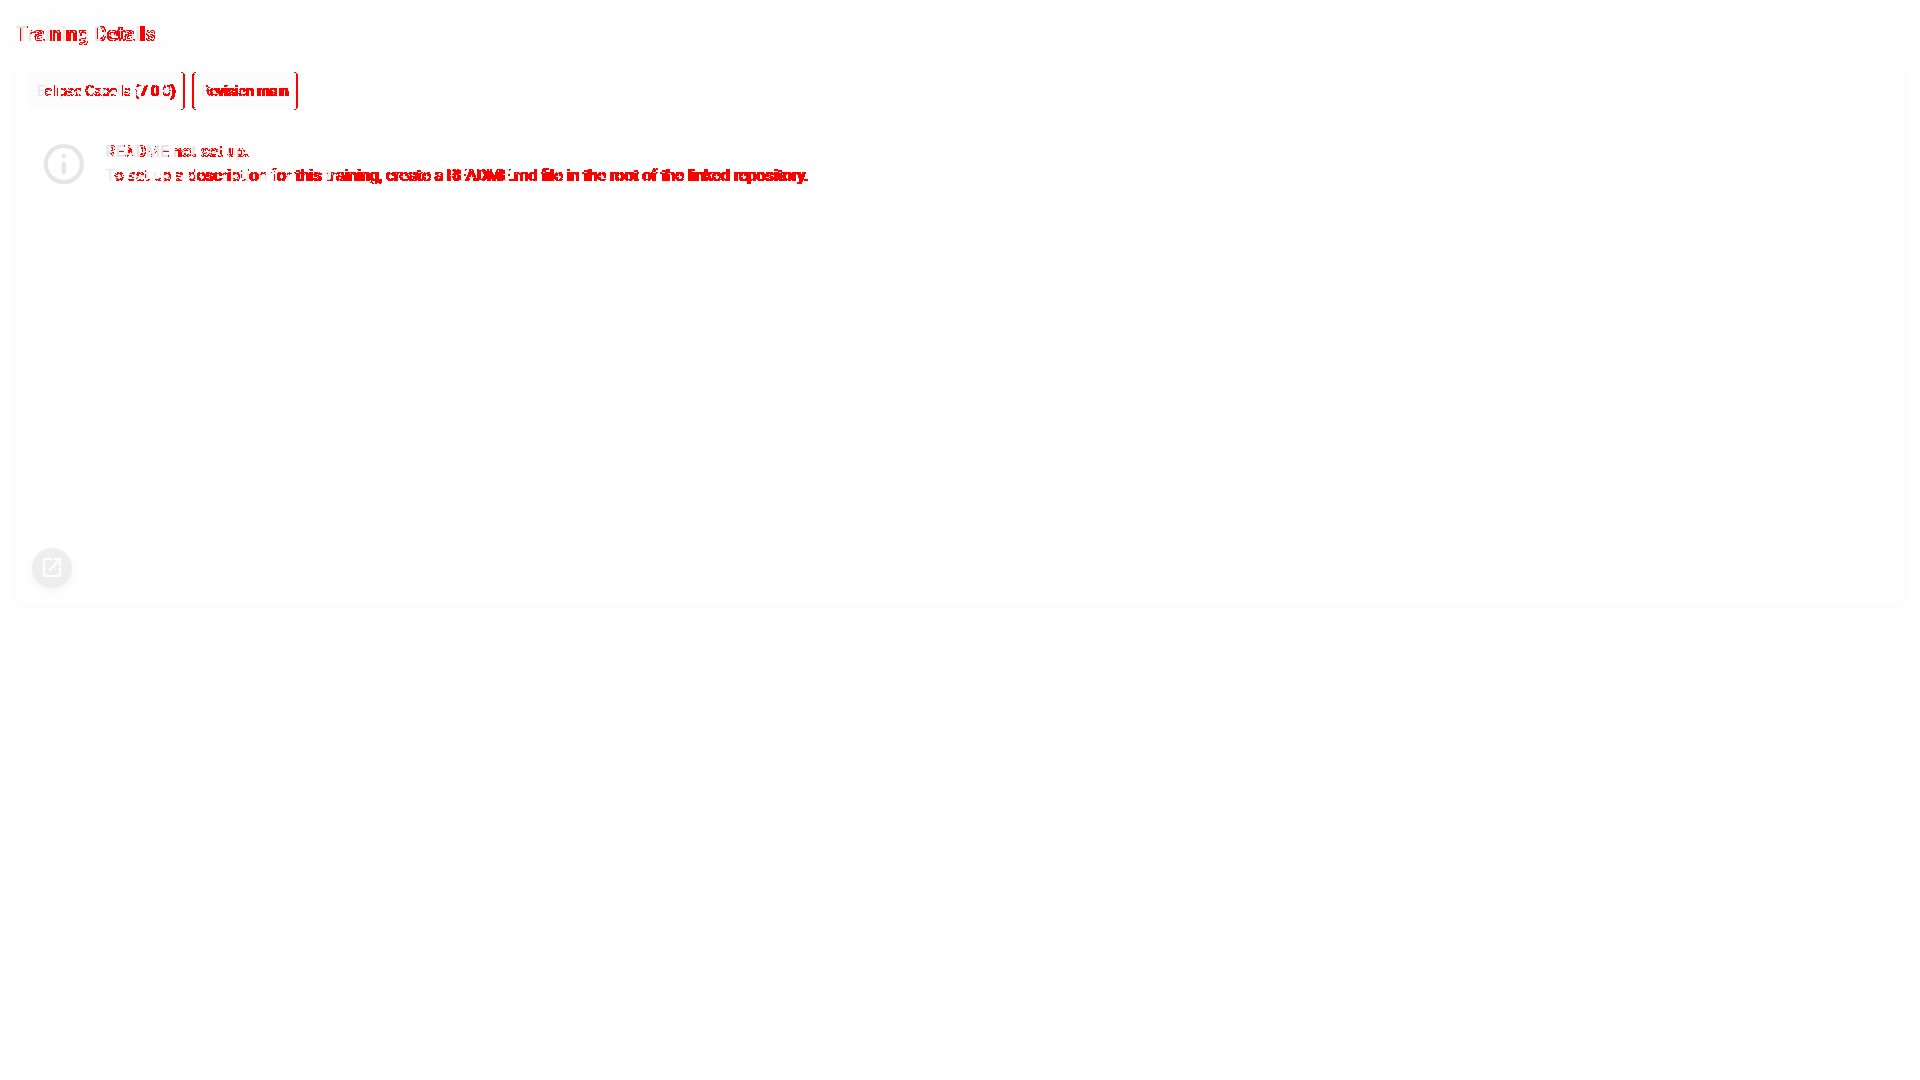 Training Details
Eclipse Capella (7.0.0) Revision main
README not set up.
To set up a description for this training, create a README.md file in the root of the linked repository.